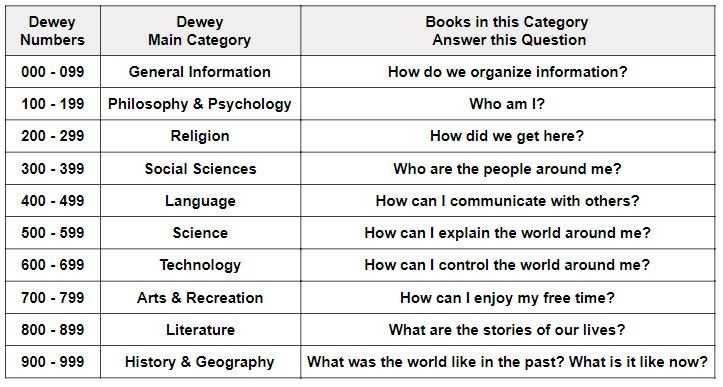 Dewey Numbers | Dewey Main Category | Books in this Category Answer this Question
000 - 099 | General Information | How do we organize information?
100 - 199 | Philosophy & Psychology | Who am I?
200 - 299 | Religion | How did we get here?
300 - 399 | Social Sciences | Who are the people around me?
400 - 499 | Language | How can I communicate with others?
500 - 599 | Science | How can I explain the world around me?
600 - 699 | Technology | How can I control the world around me?
700 - 799 | Arts & Recreation | How can I enjoy my free time?
800 - 899 | Literature | What are the stories of our lives?
900 - 999 | History & Geography | What was the world like in the past? What is it like now?